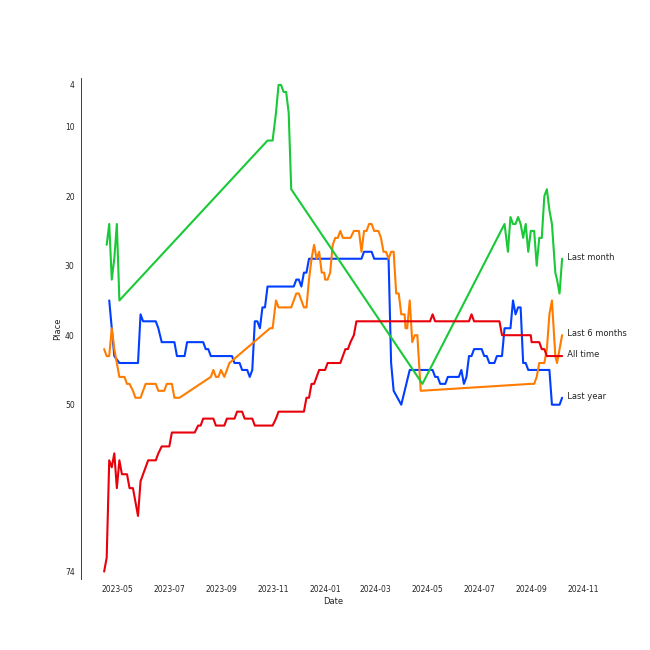 4
10
20
30
40
50
74
Place
2023-05
2023-07
2023-09
2023-11
2024-01
2024-03
2024-05
2024-07
2024-09
2024-11
Date
Last month
Last 6 months
All time
Last year